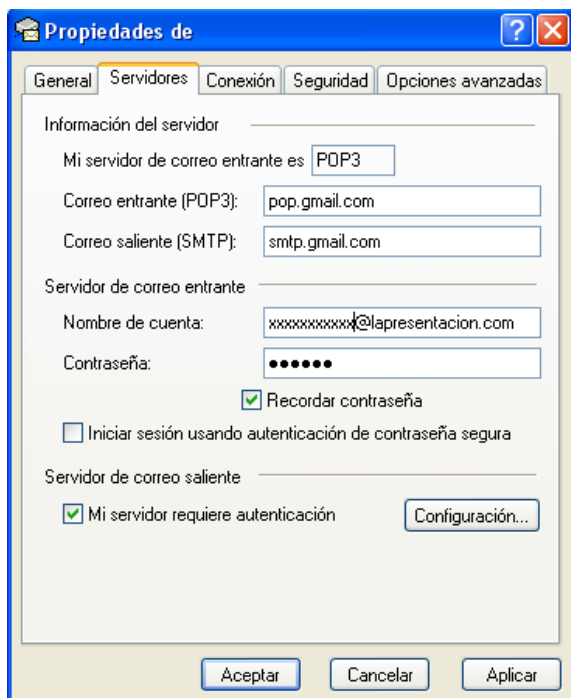 Propiedades de
General Servidores Conexión Seguridad Opciones avanzadas
Información del servidor
Mi servidor de correo entrante es POP3
Correo entrante (POP3): pop.gmail.com
Correo saliente (SMTP): smtp.gmail.com
Servidor de correo entrante
Nombre de cuenta: xxxxxxxxxxx@lapresentacion.com
Contraseña: ●●●●●●
Recordar contraseña
Iniciar sesión usando autenticación de contraseña segura
Servidor de correo saliente
Mi servidor requiere autenticación Configuración...
Aceptar Cancelar Aplicar